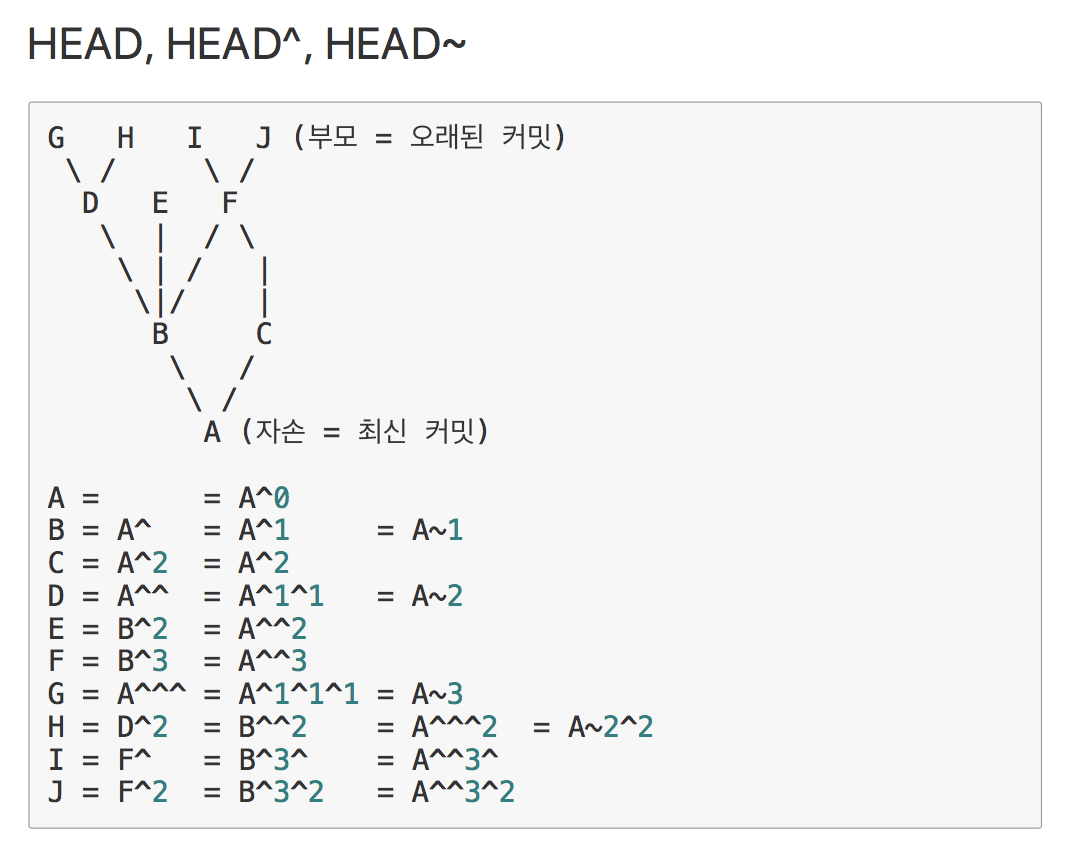 HEAD, HEAD^, HEAD~
G   H   I   J (부모 = 오래된 커밋)
 \ /     \ /
  D   E   F
   \  |  / \
    \ | /   |
     \|/    |
      B     C
       \   /
        \ /
         A (자손 = 최신 커밋)
A =      = A^0
B = A^   = A^1     = A~1
C = A^2  = A^2
D = A^^  = A^1^1   = A~2
E = B^2  = A^^2
F = B^3  = A^^3
G = A^^^ = A^1^1^1 = A~3
H = D^2  = B^^2    = A^^^2  = A~2^2
I = F^   = B^3^    = A^^3^
J = F^2  = B^3^2   = A^^3^2